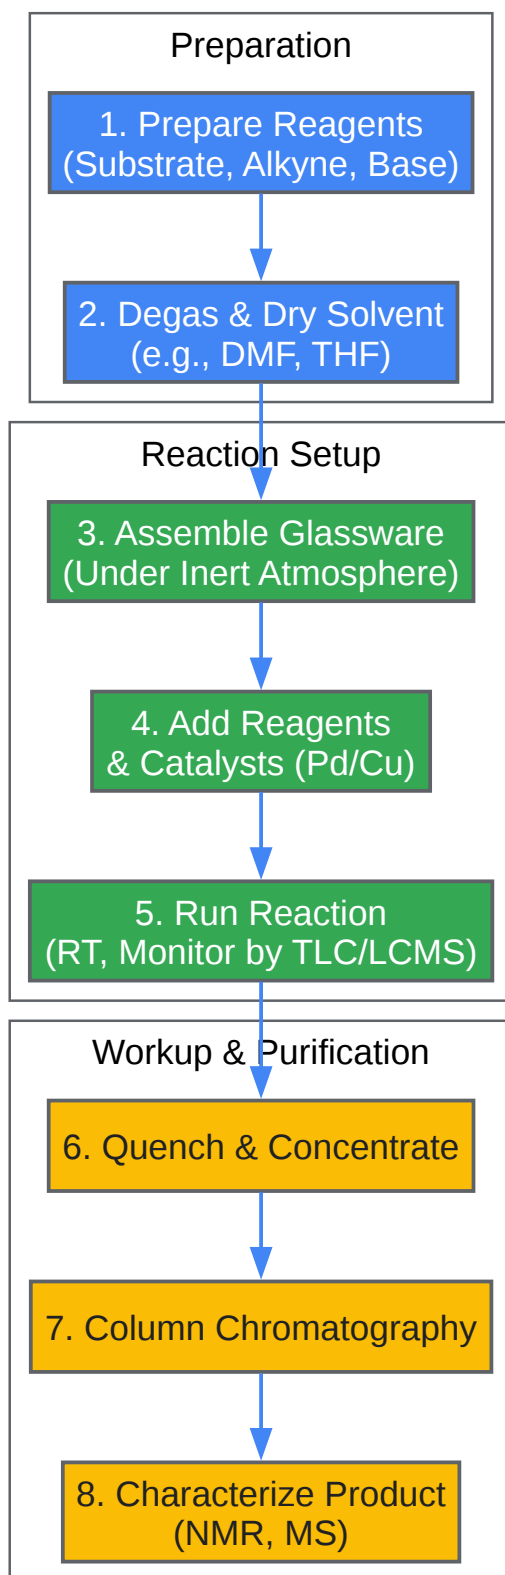 Preparation
1. Prepare Reagents
(Substrate, Alkyne, Base)
2. Degas & Dry Solvent
(e.g., DMF, THF)
Reaction Setup
3. Assemble Glassware
(Under Inert Atmosphere)
4. Add Reagents
& Catalysts (Pd/Cu)
5. Run Reaction
(RT, Monitor by TLC/LCMS)
Workup & Purification
6. Quench & Concentrate
7. Column Chromatography
8. Characterize Product
(NMR, MS)